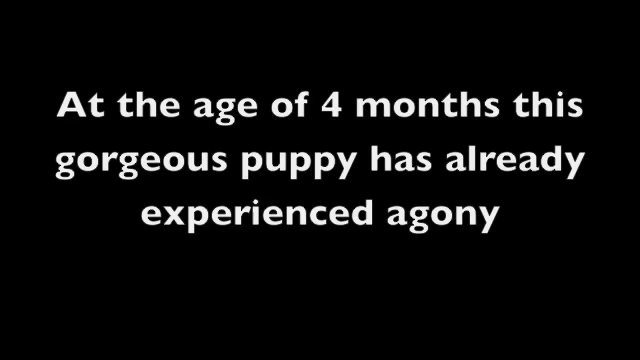 At the age of 4 months this
gorgeous puppy has already
experienced agony